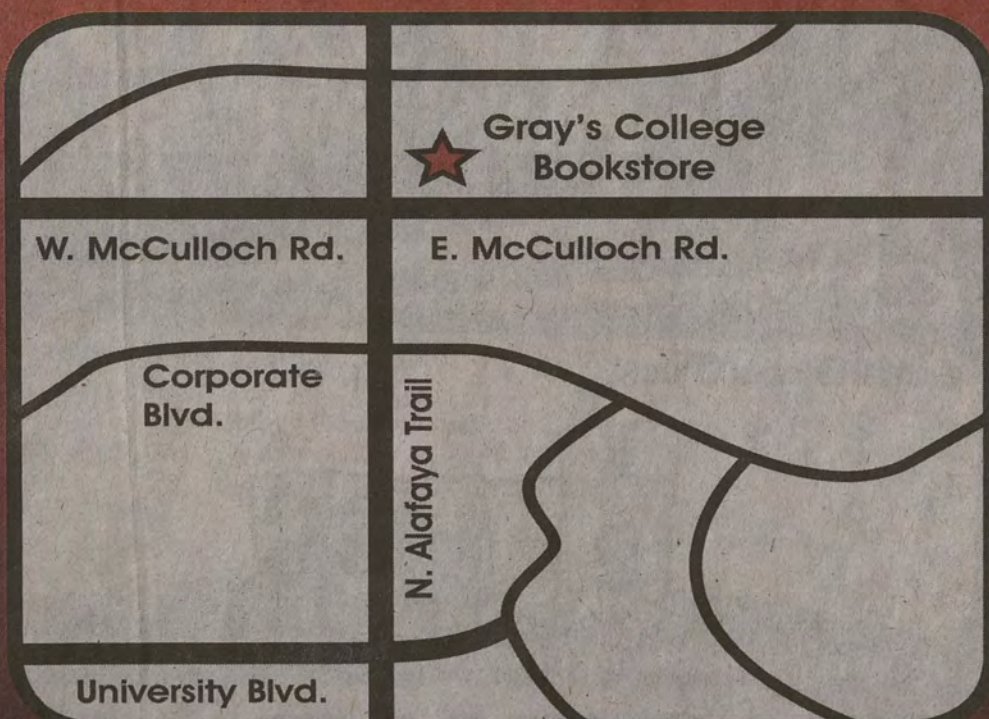 Gray's College
Bookstore
W. McCulloch Rd.
E. McCulloch Rd.
Corporate
Blvd.
N. Alafaya Trail
University Blvd.